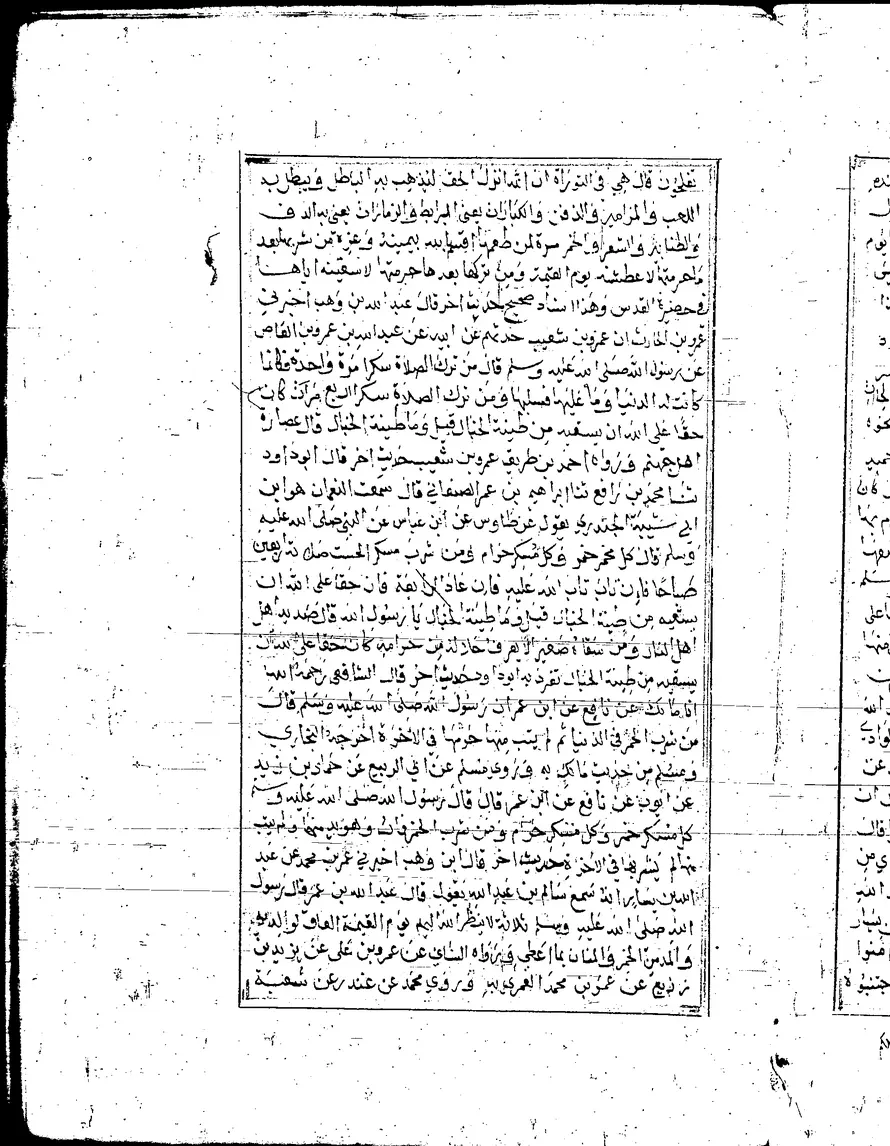 تفلحون قال هي في التوراة ان الله انزل الحق ليذهب به الباطل ويبطل به
اللعب والمزامير والزفن والكنارات يعني البرابط والزمارات يعني به الدف
والطنابير والشعر والخمر مرة لمن طعمها اقسم الله بيمينه وعزة من شربها بعد
ما حرمتها لاعطشنه يوم القيمة ومن تركها بعد ما حرمتها لاسقينه اياها
في حضيرة القدس وهذا اسناد صحيح حديث اخر قال عبد الله بن وهب اخبرني
عمرو بن الحارث ان عمرو بن شعيب حدثهم عن ابيه عن عبد الله بن عمرو بن العاص
عن رسول الله صلى الله عليه وسلم قال من ترك الصلاة سكرا مرة واحدة فكانما
كانت له الدنيا وما عليها فسلبها ومن ترك الصلاة سكرا اربع مرات كان
حقا على الله ان يسقيه من طينة الخبال قيل وما طينة الخبال قال عصارة
اهل جهنم ورواه احمد من طريق عمرو بن شعيب حديث اخر قال ابو داود
ثنا محمد بن رافع ثنا ابراهيم بن عمر الصنعاني قال سمعت النعمان هو ابن
ابي شيبة الجندي يقول عن طاوس عن ابن عباس عن النبي صلى الله عليه
وسلم قال كل مخمر خمر وكل مسكر حرام ومن شرب مسكرا بخست صلاته اربعين
صباحا فان تاب تاب الله عليه فان عاد الرابعة كان حقا على الله ان
يسقيه من طينة الخبال قيل وما طينة الخبال يا رسول الله قال صديد اهل
اهل النار ومن سقاه صغيرا لا يعرف حلاله من حرامه كان حقا على الله ان
يسقيه من طينة الخبال تفرد به ابو داود حديث اخر قال الشافعي رحمه الله
انا مالك عن نافع عن ابن عمر ان رسول الله صلى الله عليه وسلم قال
من شرب الخمر في الدنيا ثم لم يتب منها حرمها في الاخرة اخرجه البخاري
ومسلم من حديث مالك به وروى مسلم عن ابي الربيع عن حماد بن زيد
عن ايوب عن نافع عن ابن عمر قال قال رسول الله صلى الله عليه وسلم
كل مسكر خمر وكل مسكر حرام ومن شرب الخمر فمات وهو يدمنها ولم يتب
منها لم يشربها في الاخرة حديث اخر قال ابن وهب اخبرني عمر بن محمد عن عبد
الله بن يسار انه سمع سالم بن عبد الله يقول قال عبد الله بن عمر قال رسول
الله صلى الله عليه وسلم ثلاثة لا ينظر الله اليهم يوم القيمة العاق لوالديه
والمدمن الخمر والمنان بما اعطى ورواه النساي عن عمرو بن علي عن يزيد بن
زريع عن عمر بن محمد العمري به وروى محمد عن غندر عن شعبة